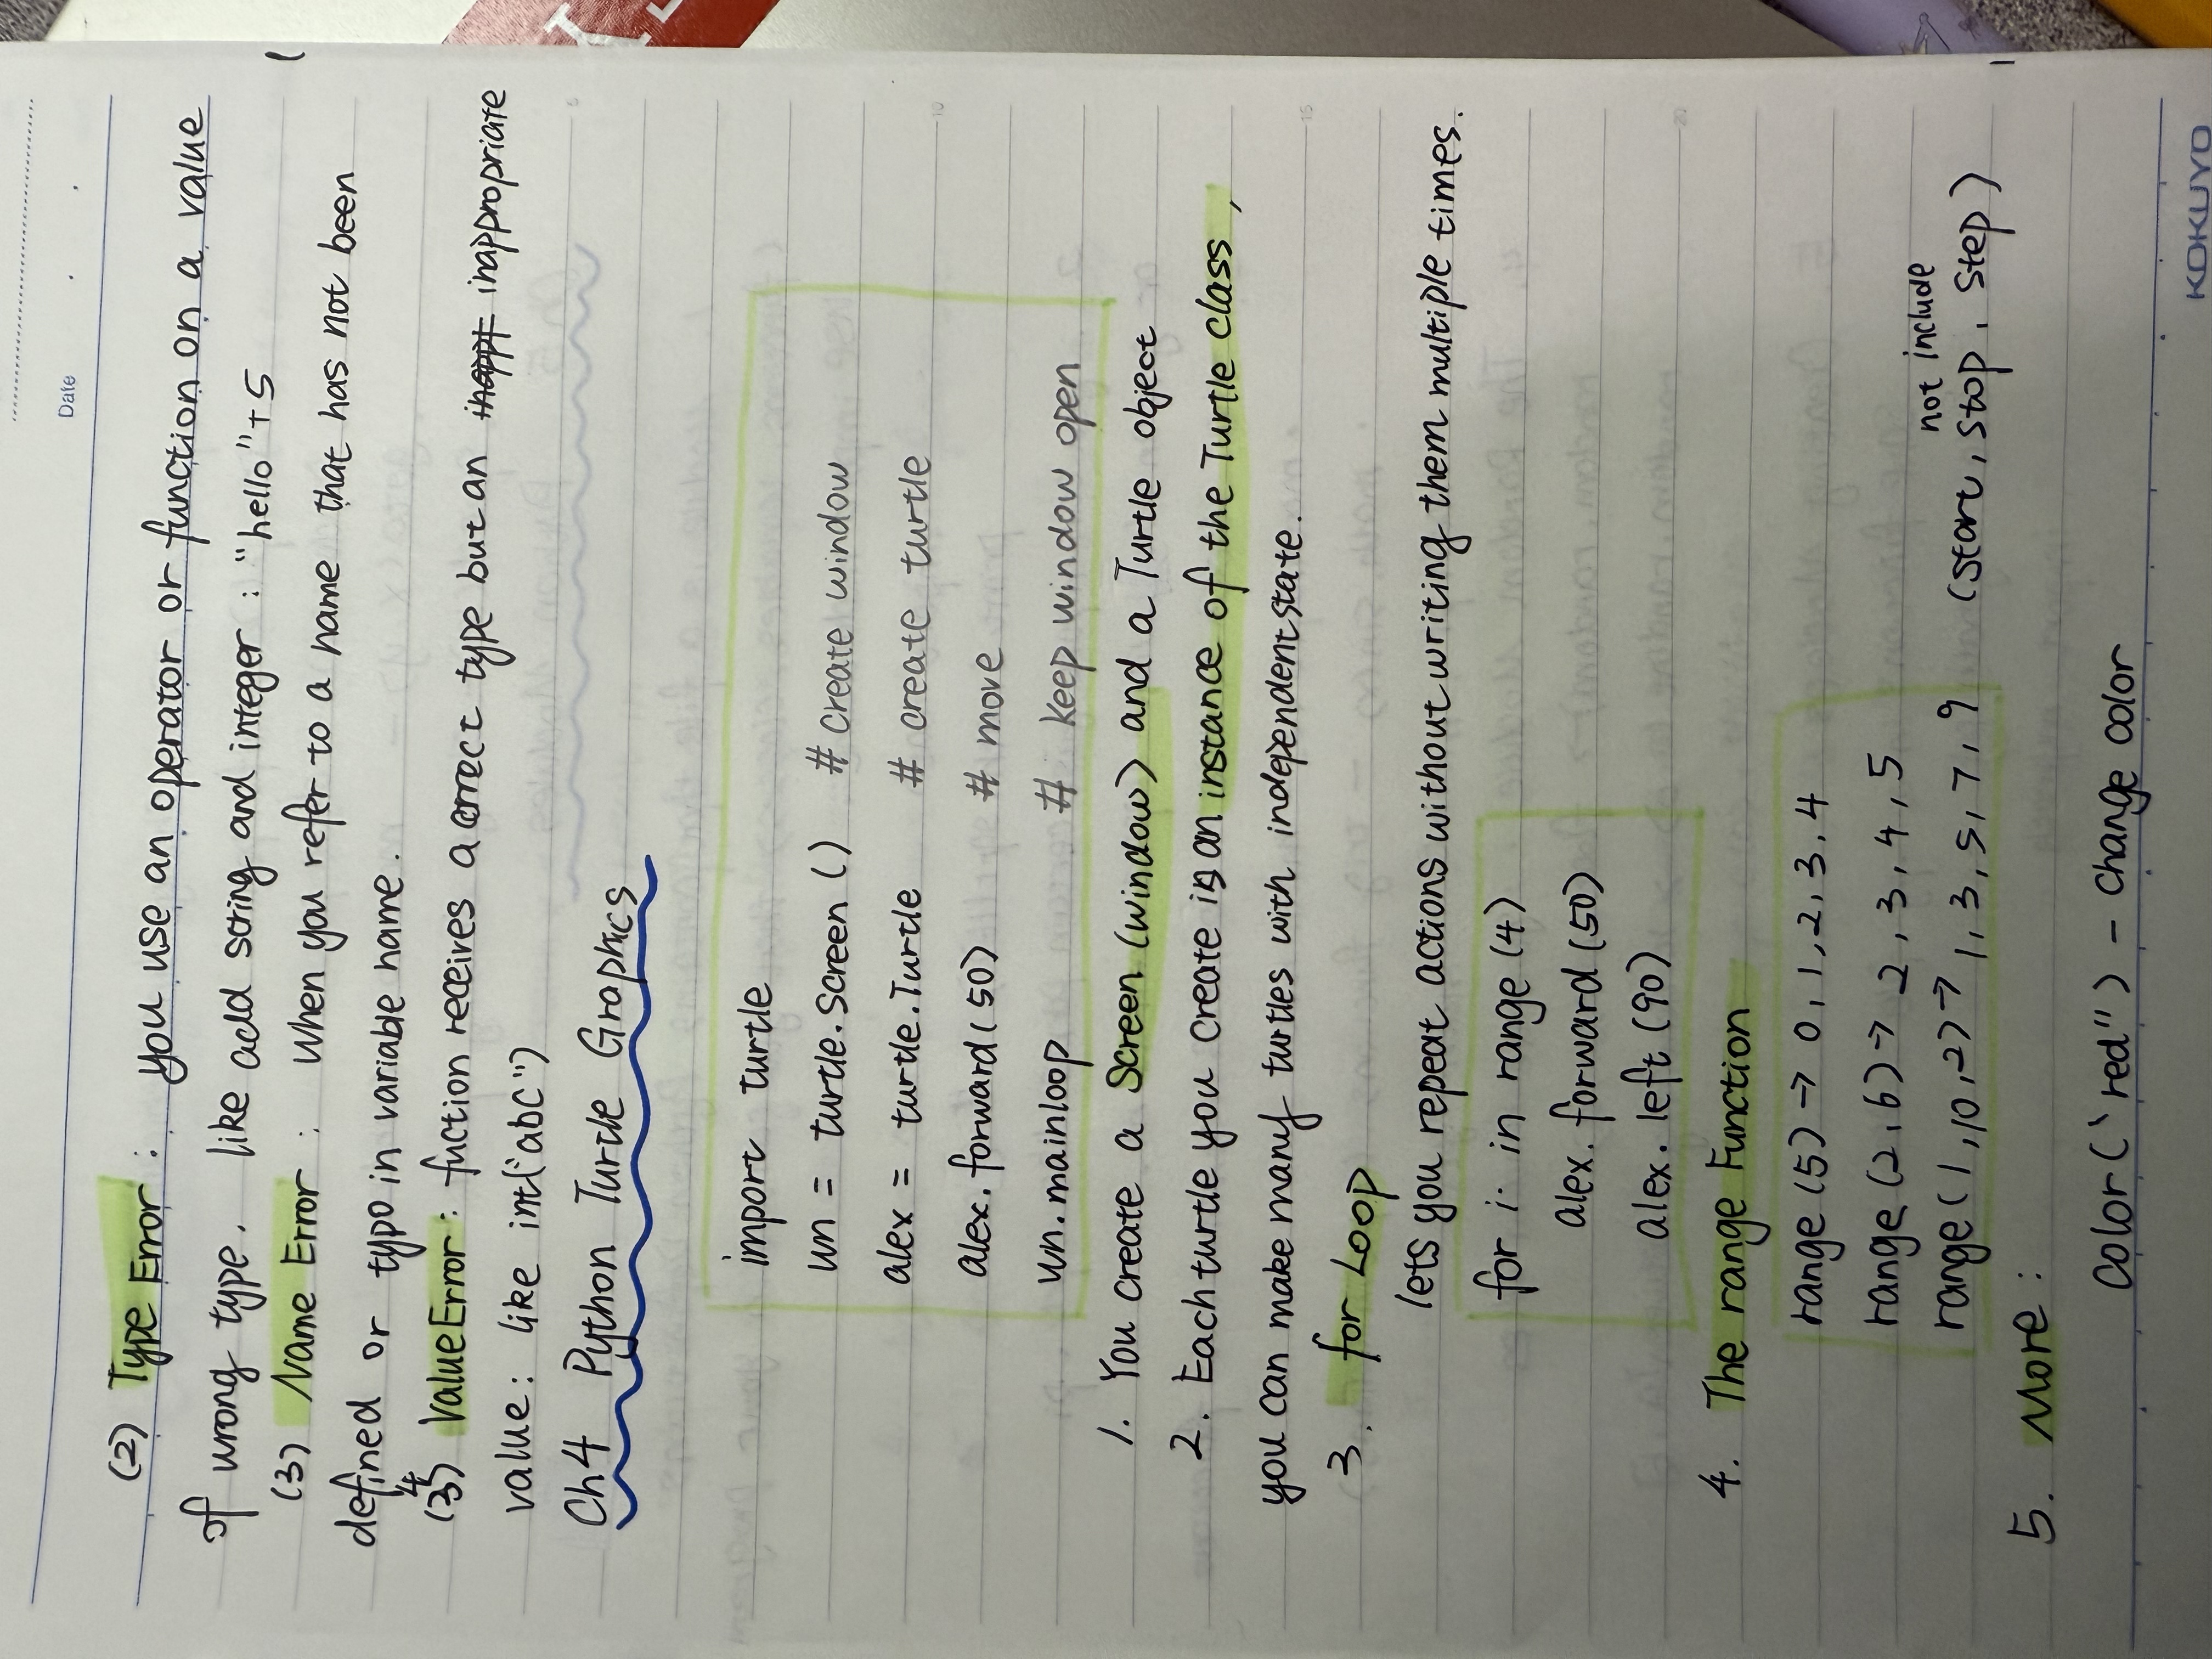 Date
(2) Type Error : you use an operator or function on a value
of wrong type. like add string and integer : "hello"+5
(3) Name Error : When you refer to a name that has not been
defined or typo in variable name.
4
(3) ValueError : fuction receives a correct type but an inappr inappropriate
value: like int("abc")
Ch4 Python Turtle Graphics
import turtle
wn = turtle.Screen () # create window
alex = turtle.Turtle # create turtle
alex.forward(50) # move
wn.mainloop # keep window open
1. You create a Screen (window) and a Turtle object
2. Each turtle you create is an instance of the Turtle class,
you can make many turtles with independent state.
3. for Loop
lets you repeat actions without writing them multiple times.
for i in range (4)
alex. forward (50)
alex. left (90)
4. The range Function
range (5) → 0, 1, 2, 3, 4
range (2, 6) → 2, 3, 4, 5
not include
range (1, 10, 2) → 1, 3, 5, 7, 9 (start, stop, step)
5. More :
color('red") - change color
KOKUYO